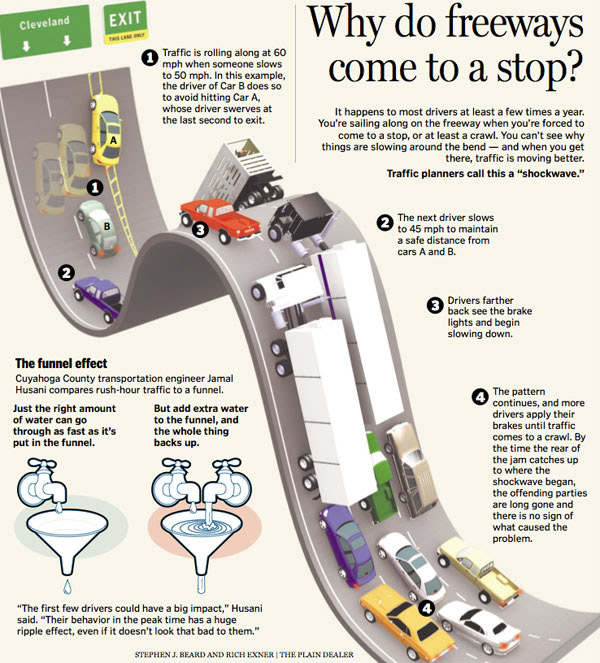 Cleveland
EXIT
THIS LANE ONLY
Why do freeways
come to a stop?
It happens to most drivers at least a few times a year.
You're sailing along on the freeway when you're forced to
come to a stop, or at least a crawl. You can't see why
things are slowing around the bend — and when you get
there, traffic is moving better.
Traffic planners call this a “shockwave.”
1 Traffic is rolling along at 60
mph when someone slows
to 50 mph. In this example,
the driver of Car B does so
to avoid hitting Car A,
whose driver swerves at
the last second to exit.
A
1
B
2
3
2 The next driver slows
to 45 mph to maintain
a safe distance from
cars A and B.
3 Drivers farther
back see the brake
lights and begin
slowing down.
4 The pattern
continues, and more
drivers apply their
brakes until traffic
comes to a crawl. By
the time the rear of
the jam catches up
to where the
shockwave began,
the offending parties
are long gone and
there is no sign of
what caused the
problem.
4
The funnel effect
Cuyahoga County transportation engineer Jamal
Husani compares rush-hour traffic to a funnel.
Just the right amount
of water can go
through as fast as it's
put in the funnel.
But add extra water
to the funnel, and
the whole thing
backs up.
“The first few drivers could have a big impact,” Husani
said. “Their behavior in the peak time has a huge
ripple effect, even if it doesn't look that bad to them.”
STEPHEN J. BEARD AND RICH EXNER | THE PLAIN DEALER